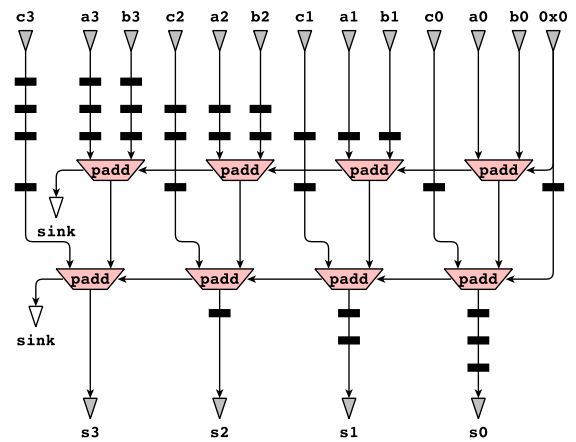 c3 a3 b3 c2 a2 b2 c1 a1 b1 c0 a0 b0 0x0
padd padd padd padd
sink
padd padd padd padd
sink
s3 s2 s1 s0